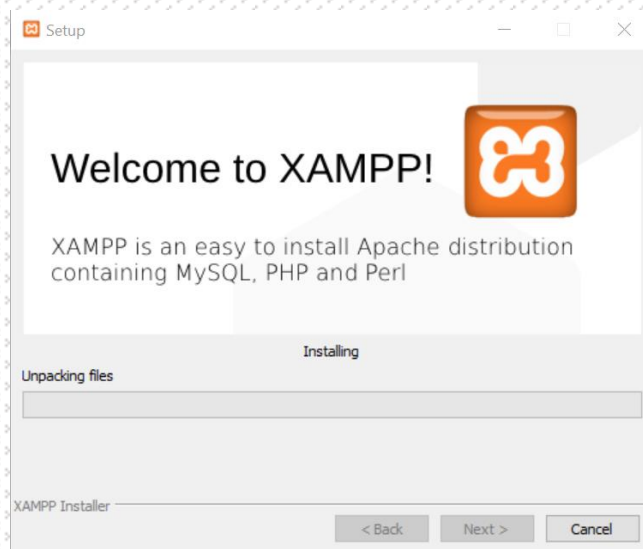 Setup
Welcome to XAMPP!
XAMPP is an easy to install Apache distribution
containing MySQL, PHP and Perl
Installing
Unpacking files
XAMPP Installer
< Back
Next >
Cancel